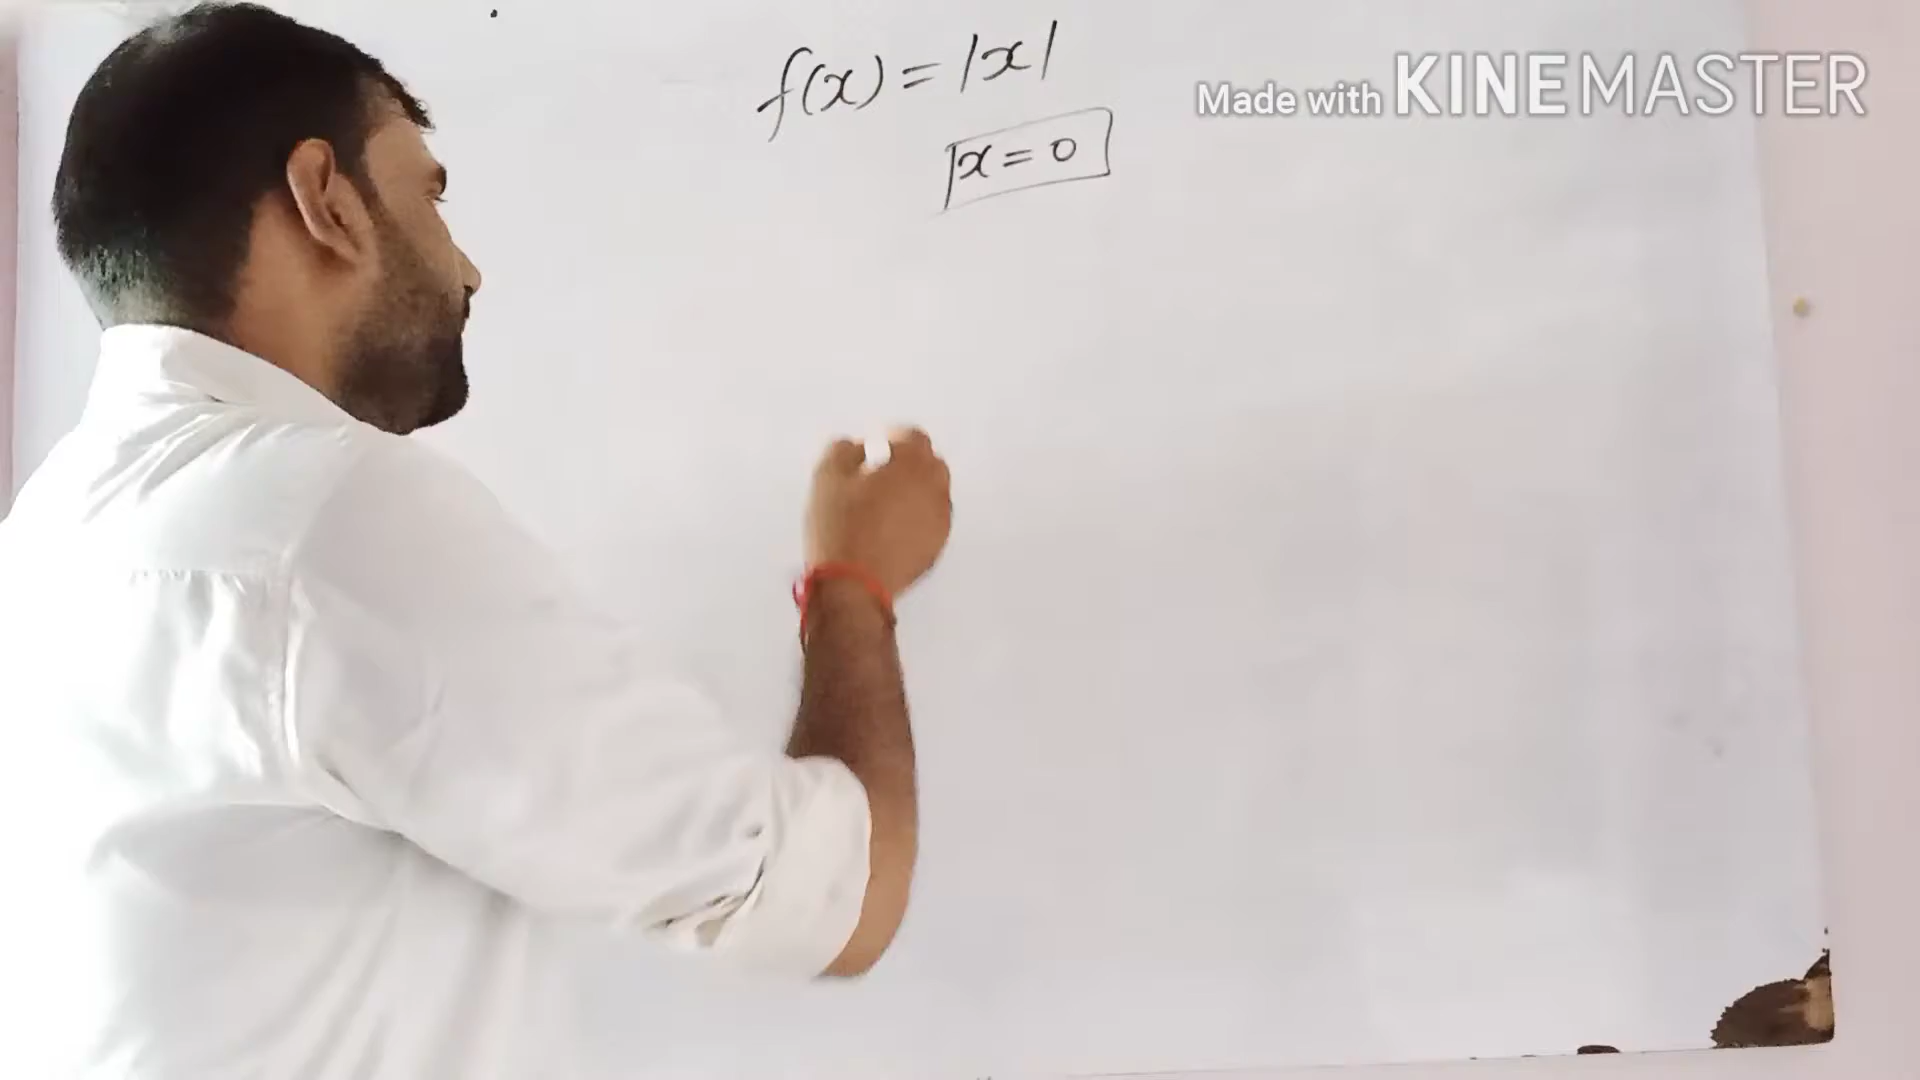 f(x) = |x|
Made with KINEMASTER
x = 0